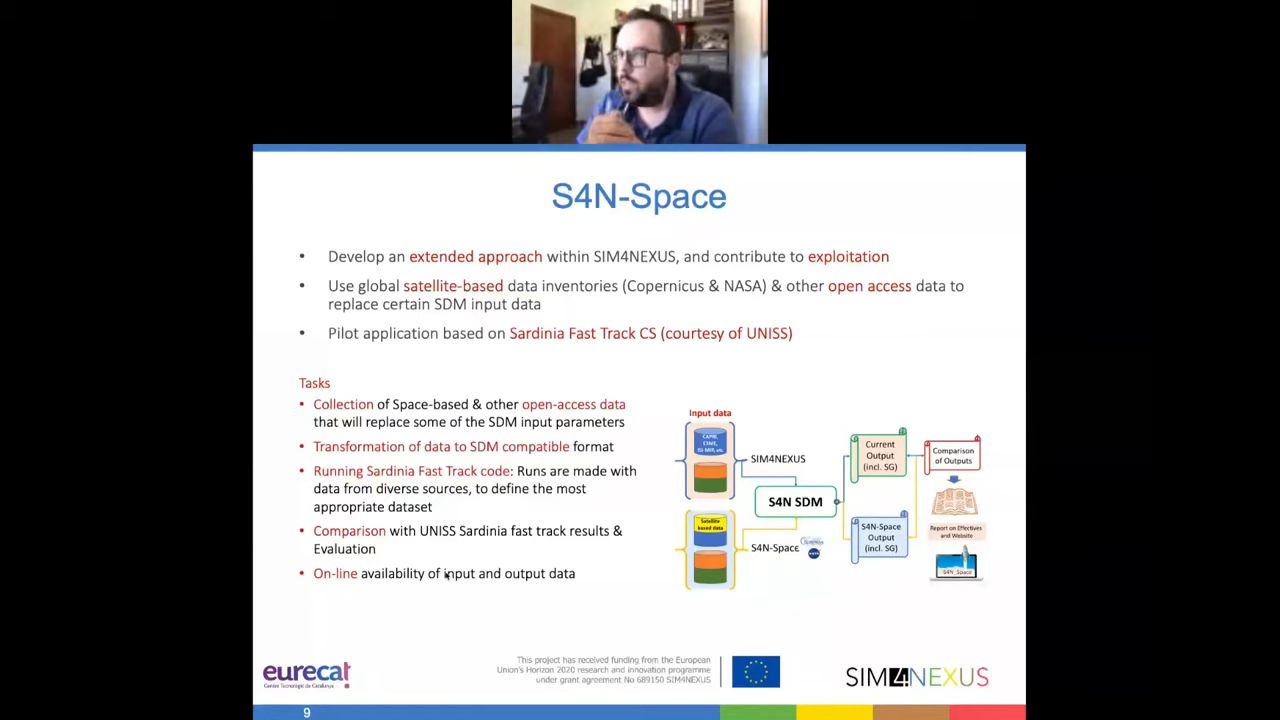 S4N-Space
• Develop an extended approach within SIM4NEXUS, and contribute to exploitation
• Use global satellite-based data inventories (Copernicus & NASA) & other open access data to
replace certain SDM input data
• Pilot application based on Sardinia Fast Track CS (courtesy of UNISS)
Tasks
• Collection of Space-based & other open-access data
that will replace some of the SDM input parameters
• Transformation of data to SDM compatible format
• Running Sardinia Fast Track code: Runs are made with
data from diverse sources, to define the most
appropriate dataset
• Comparison with UNISS Sardinia fast track results &
Evaluation
• On-line availability of input and output data
Input data
CAPRI,
E3ME,
ISI-MIP, etc.
SIM4NEXUS
Satellite
based data
S4N-Space
S4N SDM
Current
Output
(incl. SG)
S4N-Space
Output
(incl. SG)
Comparison
of Outputs
Report on Effectives
and Website
S4N_Space
eurecat
Centre Tecnològic de Catalunya
This project has received funding from the European
Union's Horizon 2020 research and innovation programme
under grant agreement No 689150 SIM4NEXUS
SIM4NEXUS
9